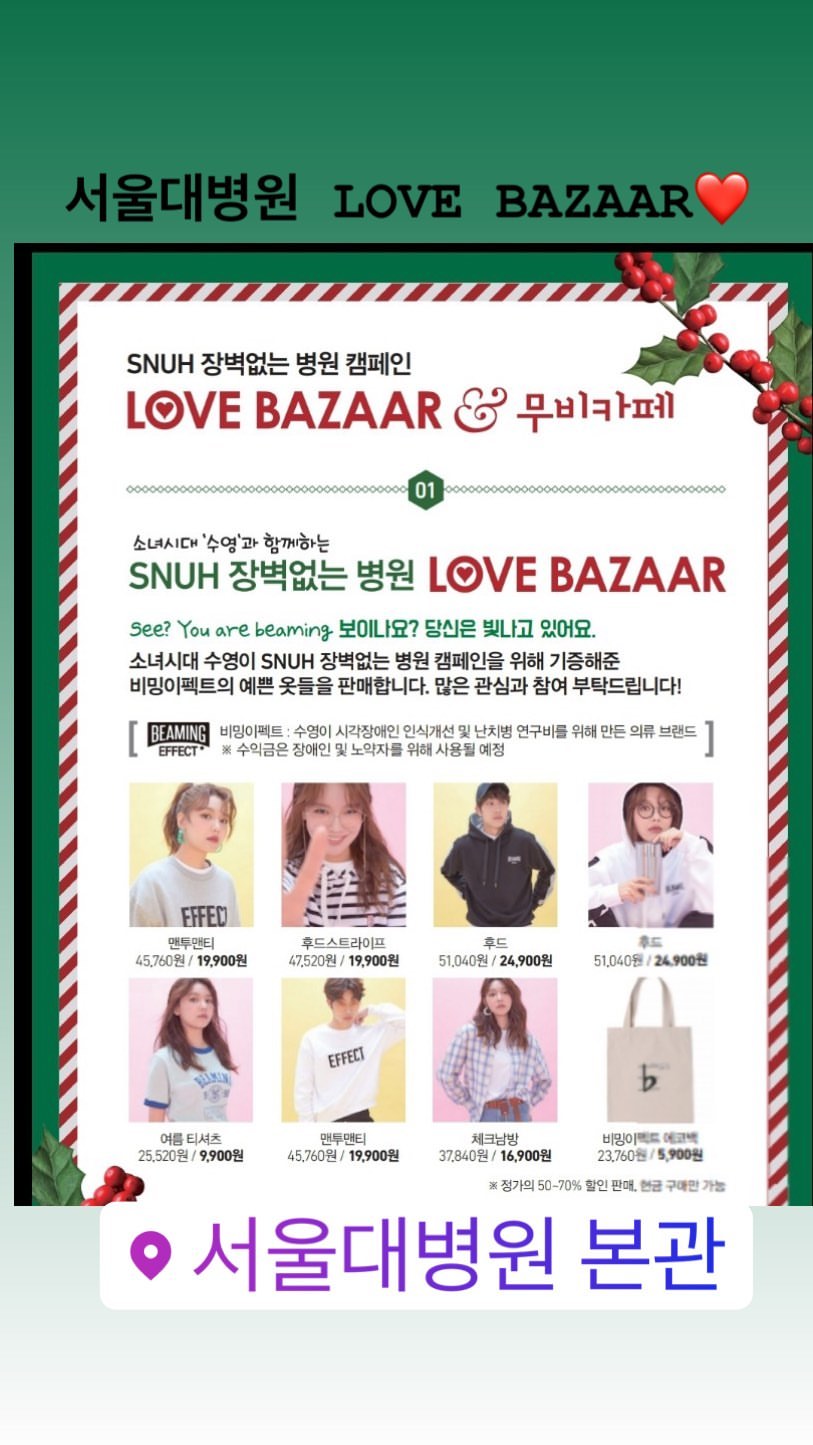 서울대병원 LOVE BAZAAR❤️
SNUH 장벽없는 병원 캠페인
LOVE BAZAAR & 무비카페
01
소녀시대 '수영'과 함께하는
SNUH 장벽없는 병원 LOVE BAZAAR
See? You are beaming 보이나요? 당신은 빛나고 있어요.
소녀시대 수영이 SNUH 장벽없는 병원 캠페인을 위해 기증해준
비밍이펙트의 예쁜 옷들을 판매합니다. 많은 관심과 참여 부탁드립니다!
BEAMING
EFFECT
비밍이펙트 : 수영이 시각장애인 인식개선 및 난치병 연구비를 위해 만든 의류 브랜드
※ 수익금은 장애인 및 노약자를 위해 사용될 예정
EFFECT
맨투맨티 후드스트라이프 후드 후드
45,760원 / 19,900원 47,520원 / 19,900원 51,040원 / 24,900원 51,040원 / 24,900원
BEAMING
EFFECT
b
여름 티셔츠 맨투맨티 체크남방 비밍이펙트 에코백
25,520원 / 9,900원 45,760원 / 19,900원 37,840원 / 16,900원 23,760원 / 5,900원
※ 정가의 50~70% 할인 판매, 현금 구매만 가능
서울대병원 본관